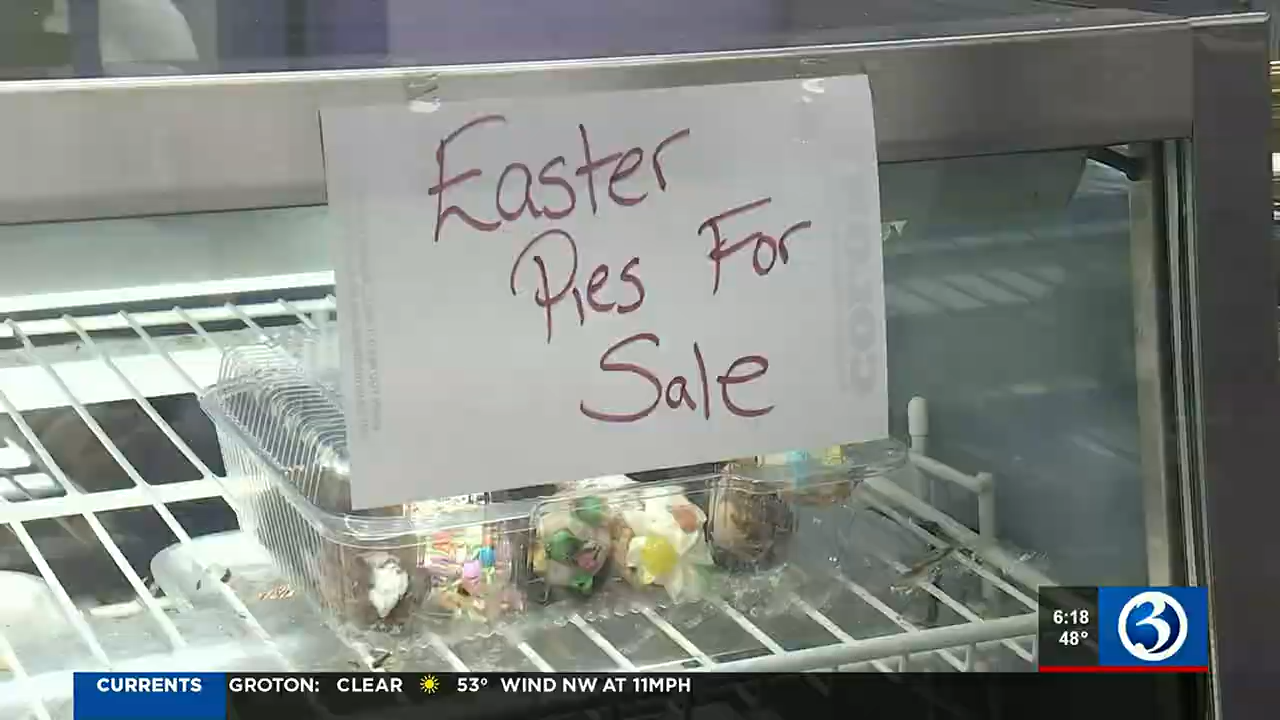 Easter
Pies For
Sale
6:18
48°
3
CURRENTS
GROTON: CLEAR 53° WIND NW AT 11MPH